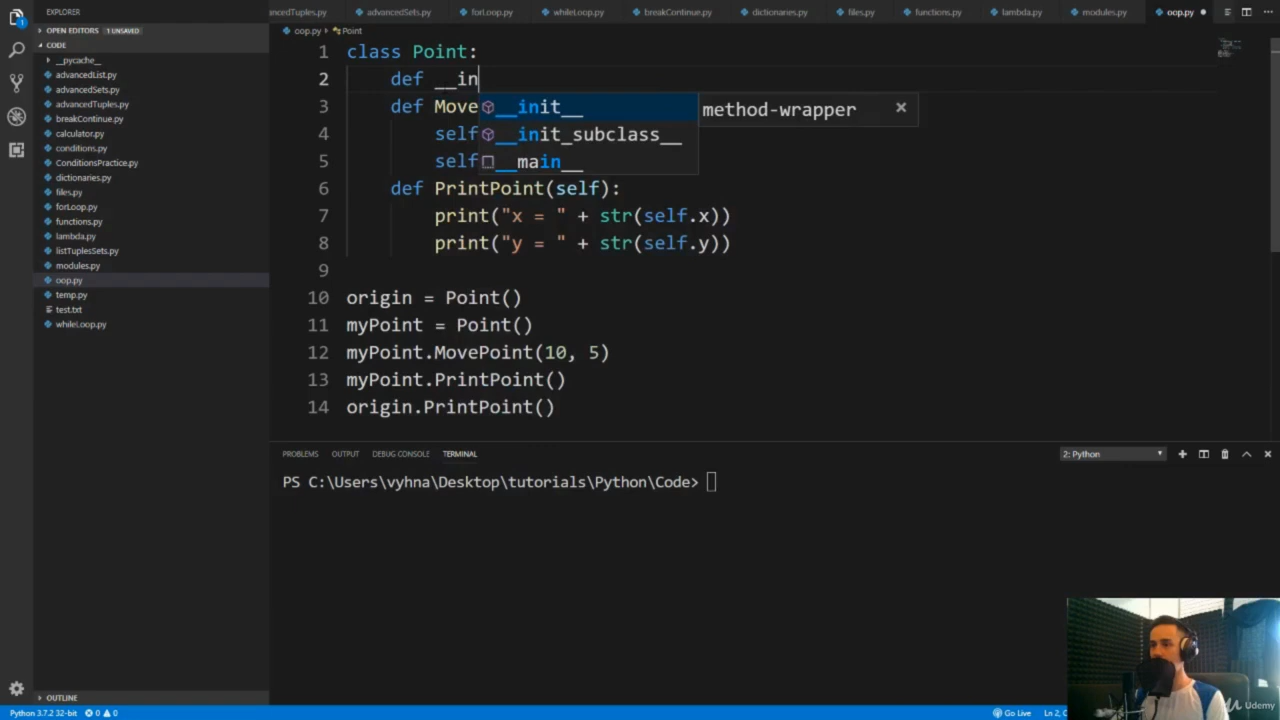 EXPLORER
OPEN EDITORS 1 UNSAVED
CODE
__pycache__
advancedList.py
advancedSets.py
advancedTuples.py
breakContinue.py
calculator.py
conditions.py
ConditionsPractice.py
dictionaries.py
files.py
forLoop.py
functions.py
lambda.py
listTuplesSets.py
modules.py
oop.py
temp.py
test.txt
whileLoop.py
OUTLINE
ancedTuples.py advancedSets.py forLoop.py whileLoop.py breakContinue.py dictionaries.py files.py functions.py lambda.py modules.py oop.py
oop.py Point
1 class Point:
2 def __in
3 def Move
4 self
5 self
__init__
__init_subclass__
__main__
method-wrapper
6 def PrintPoint(self):
7 print("x = " + str(self.x))
8 print("y = " + str(self.y))
9
10 origin = Point()
11 myPoint = Point()
12 myPoint.MovePoint(10, 5)
13 myPoint.PrintPoint()
14 origin.PrintPoint()
PROBLEMS OUTPUT DEBUG CONSOLE TERMINAL 2: Python
PS C:\Users\vyhna\Desktop\tutorials\Python\Code>
Python 3.7.2 32-bit 0 0 Go Live Ln 2,
Udemy